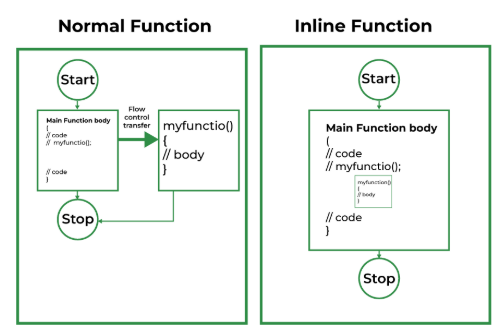 Normal Function
Start
Main Function body
(
// code
// myfunctio();
// code
}
Flow
control
transfer
myfunctio()
{
// body
}
Stop
Inline Function
Start
Main Function body
(
// code
// myfunctio();
myfunction()
{
// body
}
// code
}
Stop